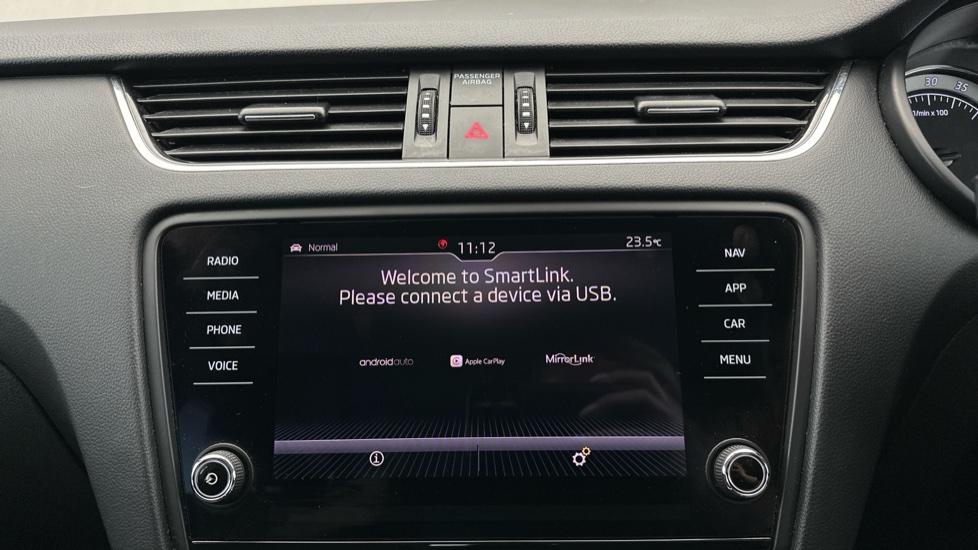 PASSENGER
AIRBAG
30 35
1/min x 100
Normal 11:12 23.5°C
RADIO
MEDIA
PHONE
VOICE
Welcome to SmartLink.
Please connect a device via USB.
androidauto Apple CarPlay MirrorLink
NAV
APP
CAR
MENU